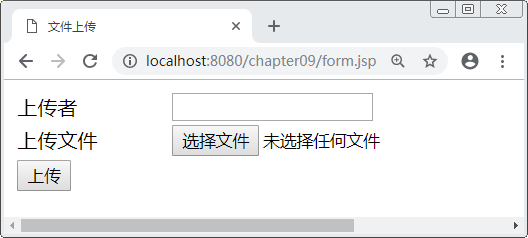 文件上传
localhost:8080/chapter09/form.jsp
上传者
上传文件 选择文件 未选择任何文件
上传